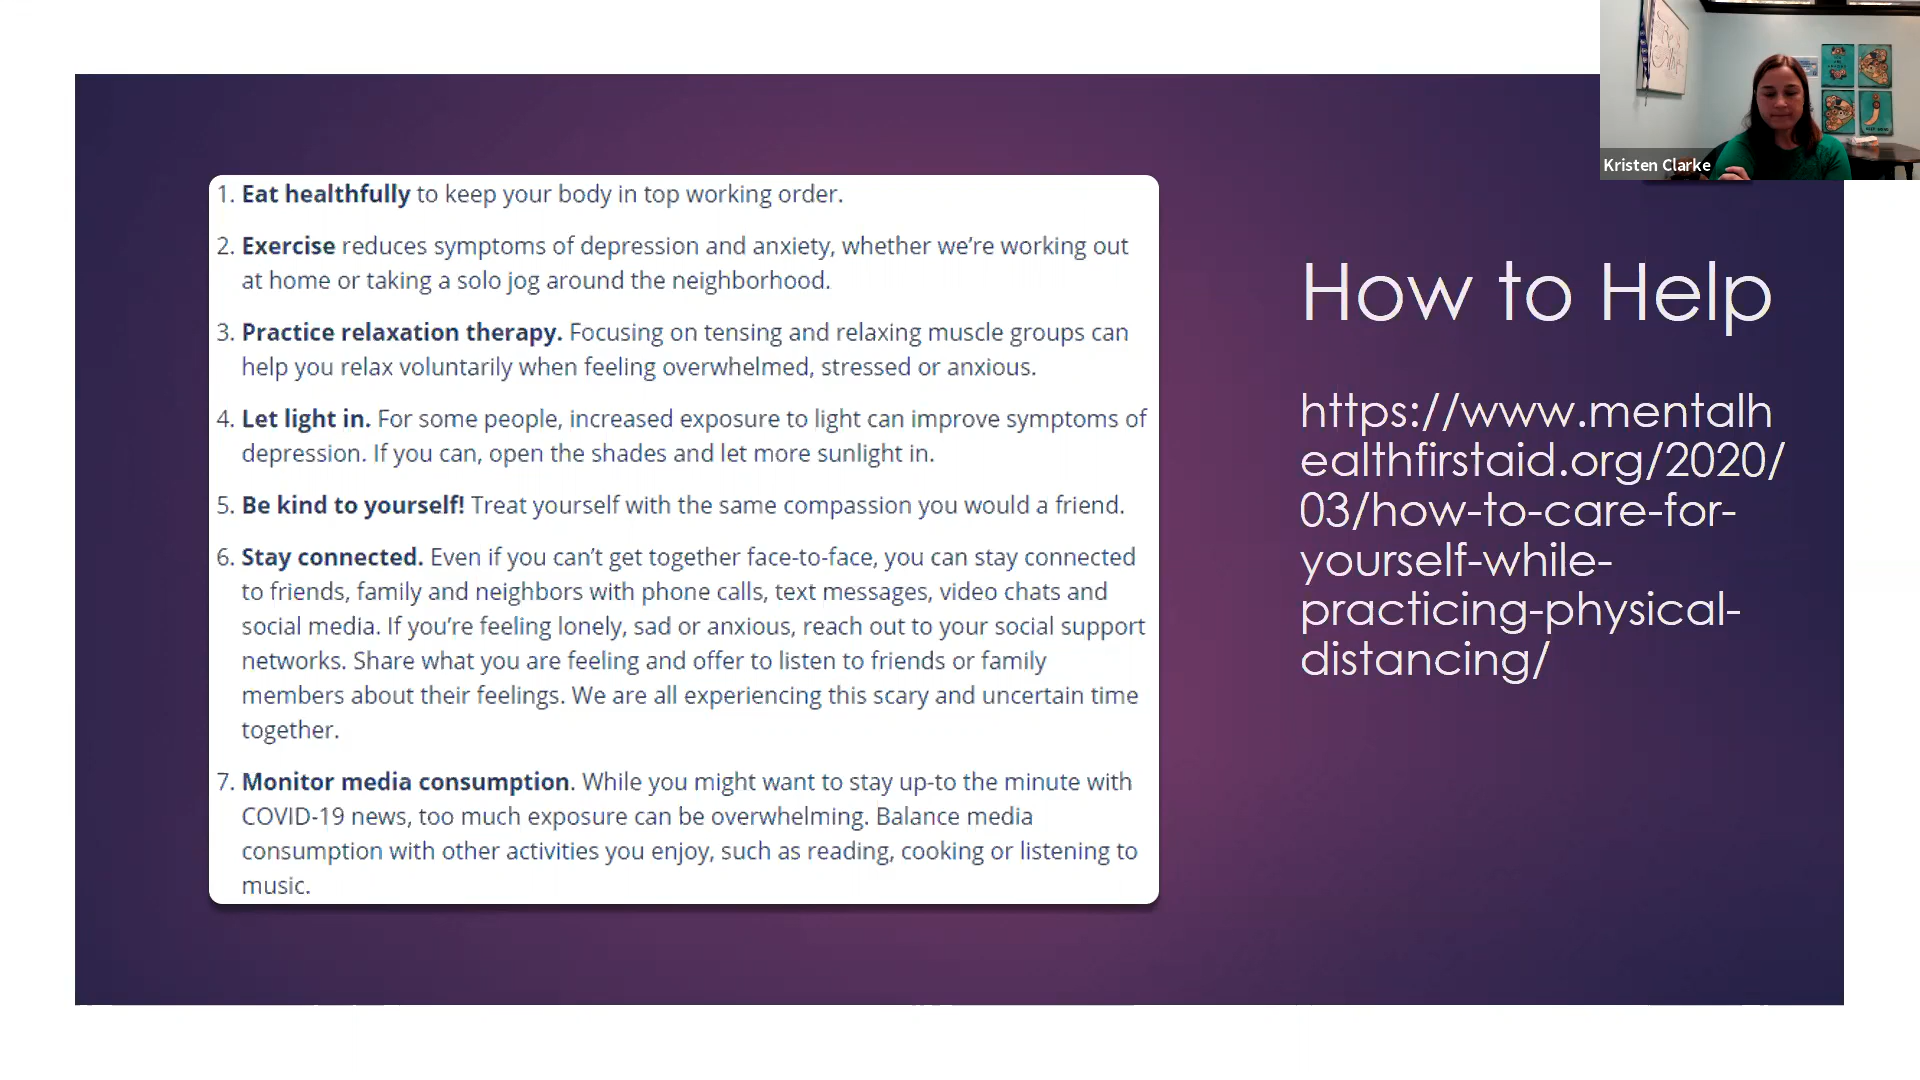 1. Eat healthfully to keep your body in top working order.
2. Exercise reduces symptoms of depression and anxiety, whether we’re working out
at home or taking a solo jog around the neighborhood.
3. Practice relaxation therapy. Focusing on tensing and relaxing muscle groups can
help you relax voluntarily when feeling overwhelmed, stressed or anxious.
4. Let light in. For some people, increased exposure to light can improve symptoms of
depression. If you can, open the shades and let more sunlight in.
5. Be kind to yourself! Treat yourself with the same compassion you would a friend.
6. Stay connected. Even if you can’t get together face-to-face, you can stay connected
to friends, family and neighbors with phone calls, text messages, video chats and
social media. If you’re feeling lonely, sad or anxious, reach out to your social support
networks. Share what you are feeling and offer to listen to friends or family
members about their feelings. We are all experiencing this scary and uncertain time
together.
7. Monitor media consumption. While you might want to stay up-to the minute with
COVID-19 news, too much exposure can be overwhelming. Balance media
consumption with other activities you enjoy, such as reading, cooking or listening to
music.
How to Help
https://www.mentalh
ealthfirstaid.org/2020/
03/how-to-care-for-
yourself-while-
practicing-physical-
distancing/
Kristen Clarke